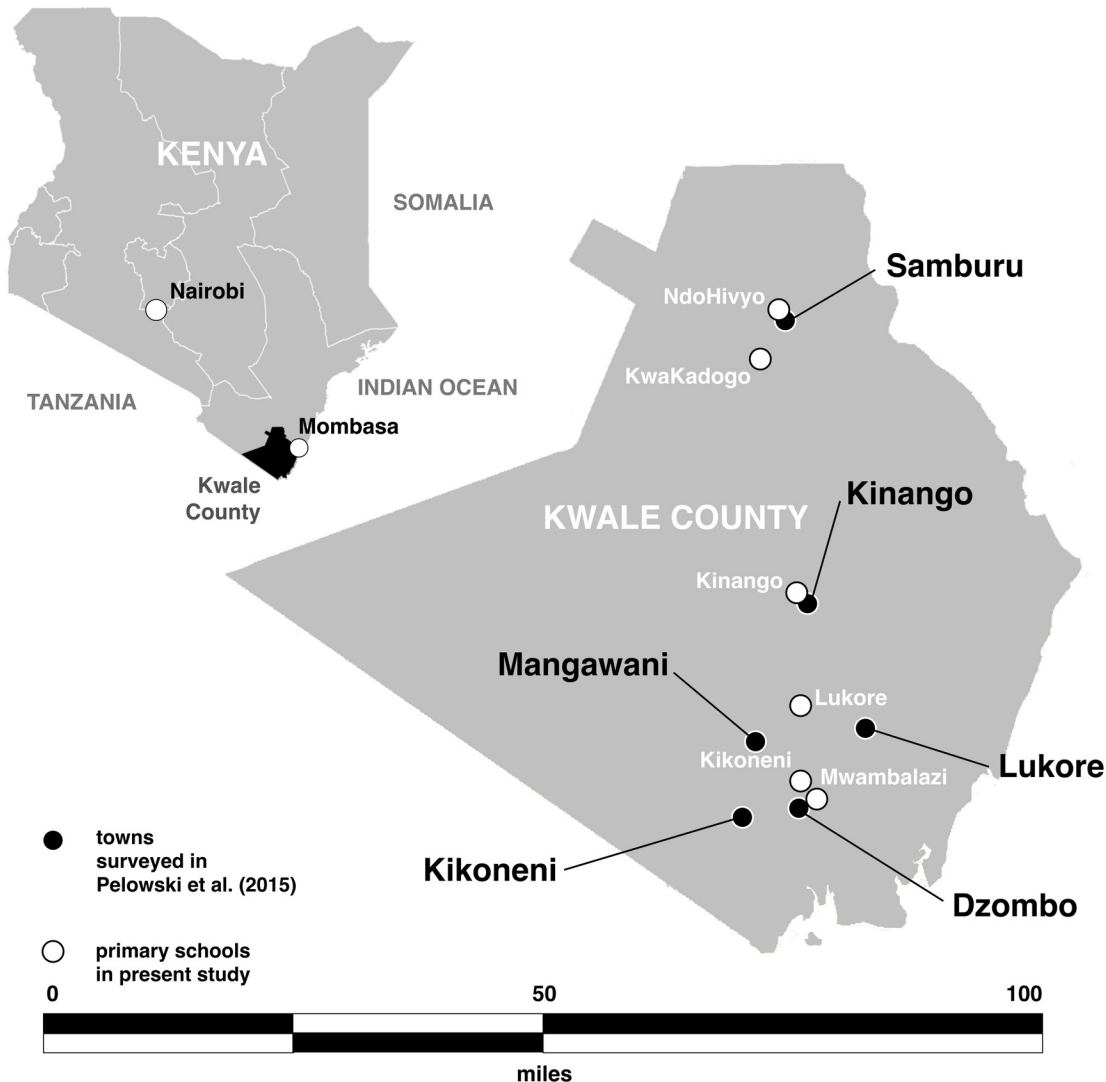 KENYA
SOMALIA
Nairobi
TANZANIA
INDIAN OCEAN
Mombasa
Kwale
County
Samburu
NdoHivyo
KwaKadogo
Kinango
KWALE COUNTY
Kinango
Mangawani
Lukore
Kikoneni
Mwambalazi
Lukore
Kikoneni
Dzombo
towns
surveyed in
Pelowski et al. (2015)
primary schools
in present study
0 50 100
miles